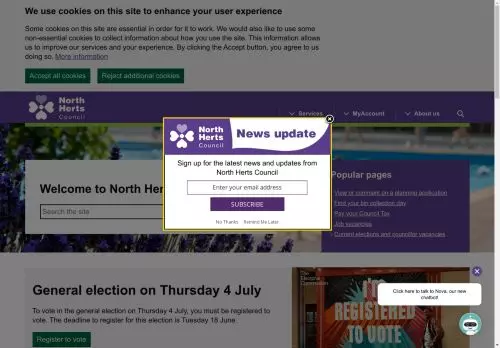 We use cookies on this site to enhance your user experience
Some cookies on this site are essential in order for it to work. We would also like to use some
non-essential cookies to collect information about how you use the site. This information
allows us to improve our services and your experience. By clicking the Accept button, you agree to us
doing so. More information
Accept all cookies
Reject additional cookies
North
Herts
Council
Services
MyAccount
About us
North
Herts
Council
News update
Sign up for the latest news and updates from
North Herts Council
Enter your email address
SUBSCRIBE
No Thanks
Remind Me Later
Welcome to North Her
Search the site
Popular pages
View or comment on a planning application
Find your bin collection day
Pay your Council Tax
Job vacancies
Current elections and councillor vacancies
General election on Thursday 4 July
To vote in the general election on Thursday 4 July, you must be registered to
vote. The deadline to register for this election is Tuesday 18 June
Register to vote
The Electoral
Commission
I'M
REGISTERED
TO VOTE
Click here to talk to Nova, our new
chatbot!